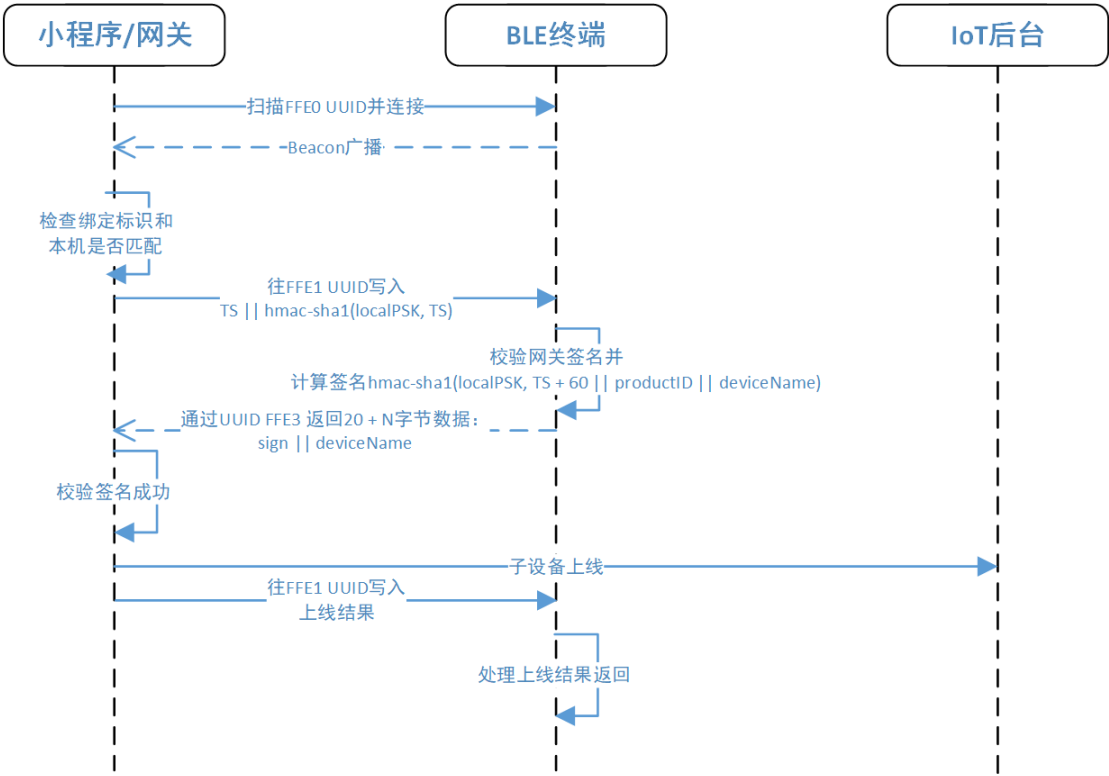 小程序/网关
BLE终端
IoT后台
扫描FFE0 UUID并连接
Beacon广播
检查绑定标识和
本机是否匹配
往FFE1 UUID写入
TS || hmac-sha1(localPSK, TS)
校验网关签名并
计算签名hmac-sha1(localPSK, TS + 60 || productID || deviceName)
通过UUID FFE3 返回20 + N字节数据：
sign || deviceName
校验签名成功
子设备上线
往FFE1 UUID写入
上线结果
处理上线结果返回